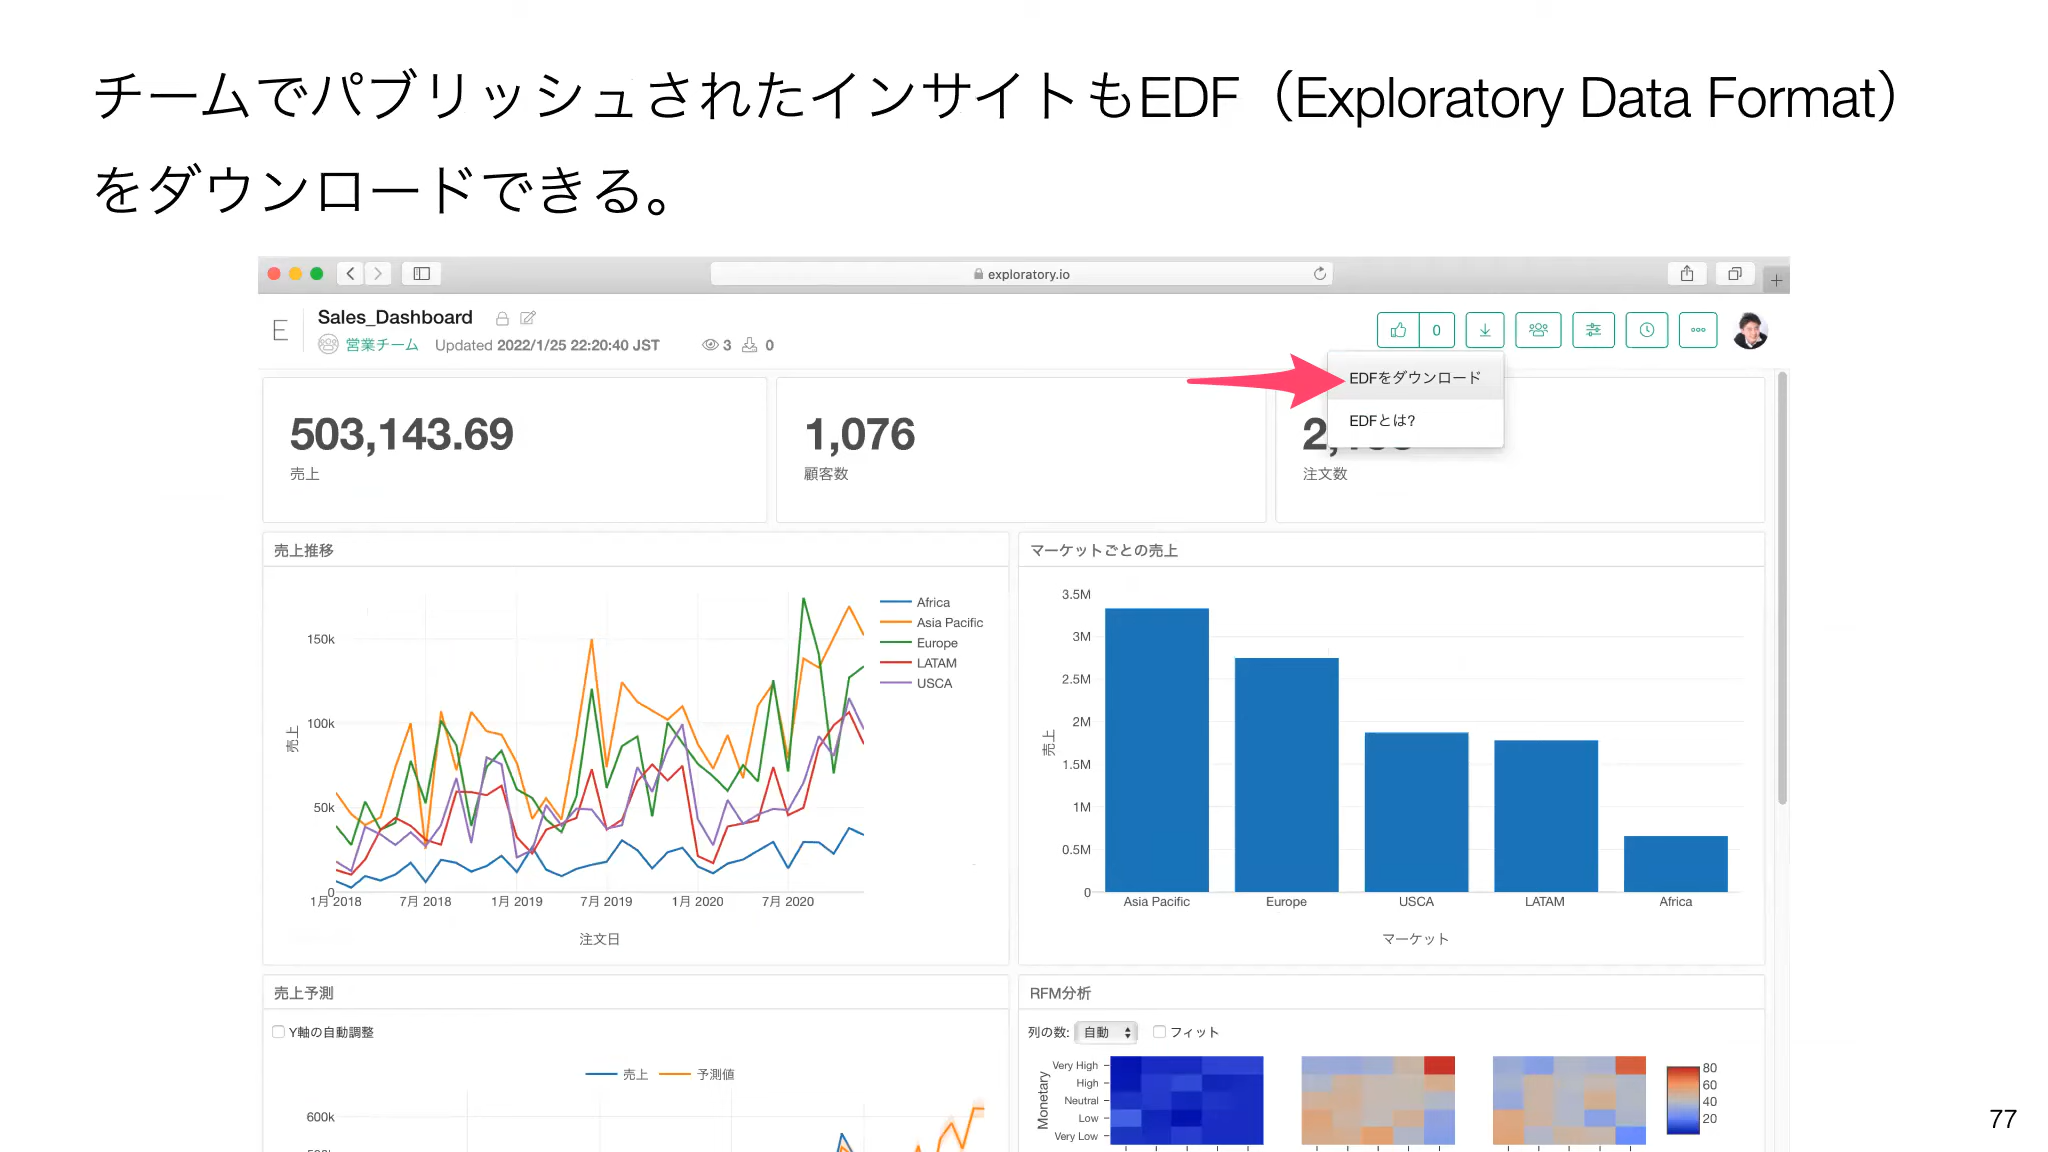 チームでパブリッシュされたインサイトもEDF（Exploratory Data Format）
をダウンロードできる。
exploratory.io
E
Sales_Dashboard
営業チーム Updated 2022/1/25 22:20:40 JST 3 0
0
EDFをダウンロード
EDFとは?
503,143.69
売上
1,076
顧客数
注文数
売上推移
150k
100k
50k
0
売上
1月 2018 7月 2018 1月 2019 7月 2019 1月 2020 7月 2020
注文日
Africa
Asia Pacific
Europe
LATAM
USCA
マーケットごとの売上
3.5M
3M
2.5M
2M
1.5M
1M
0.5M
0
売上
Asia Pacific Europe USCA LATAM Africa
マーケット
売上予測
Y軸の自動調整
売上 予測値
600k
RFM分析
列の数: 自動 フィット
Monetary
Very High
High
Neutral
Low
Very Low
80
60
40
20
77